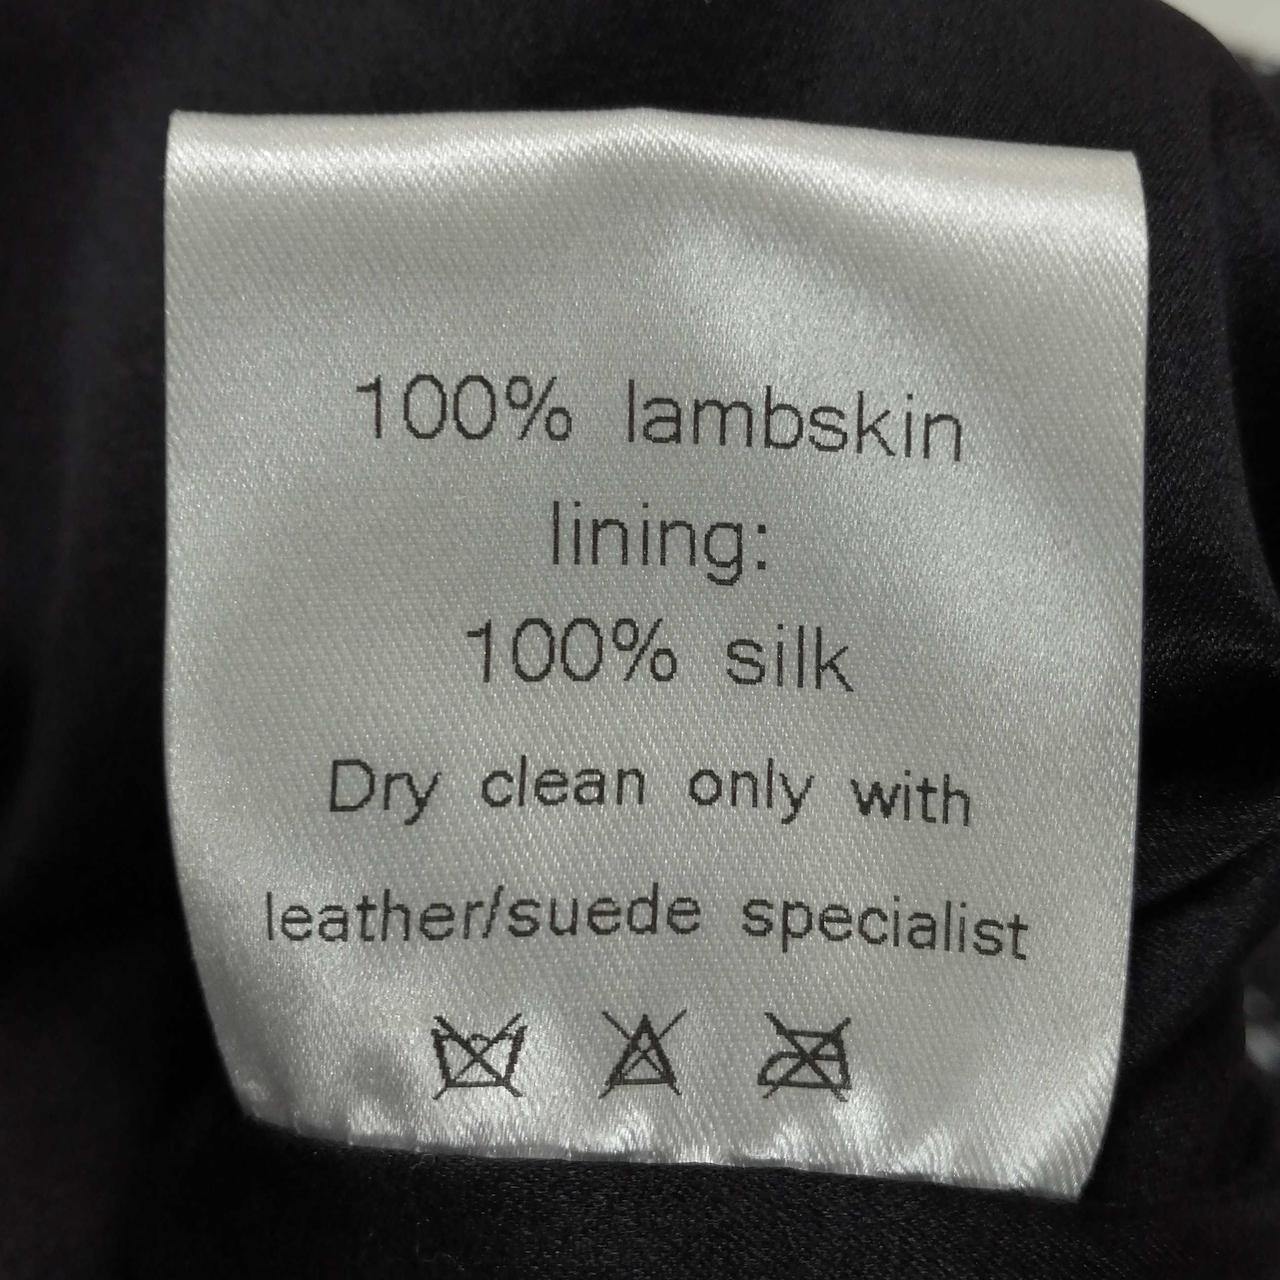 100% lambskin
lining:
100% silk
Dry clean only with
leather/suede specialist